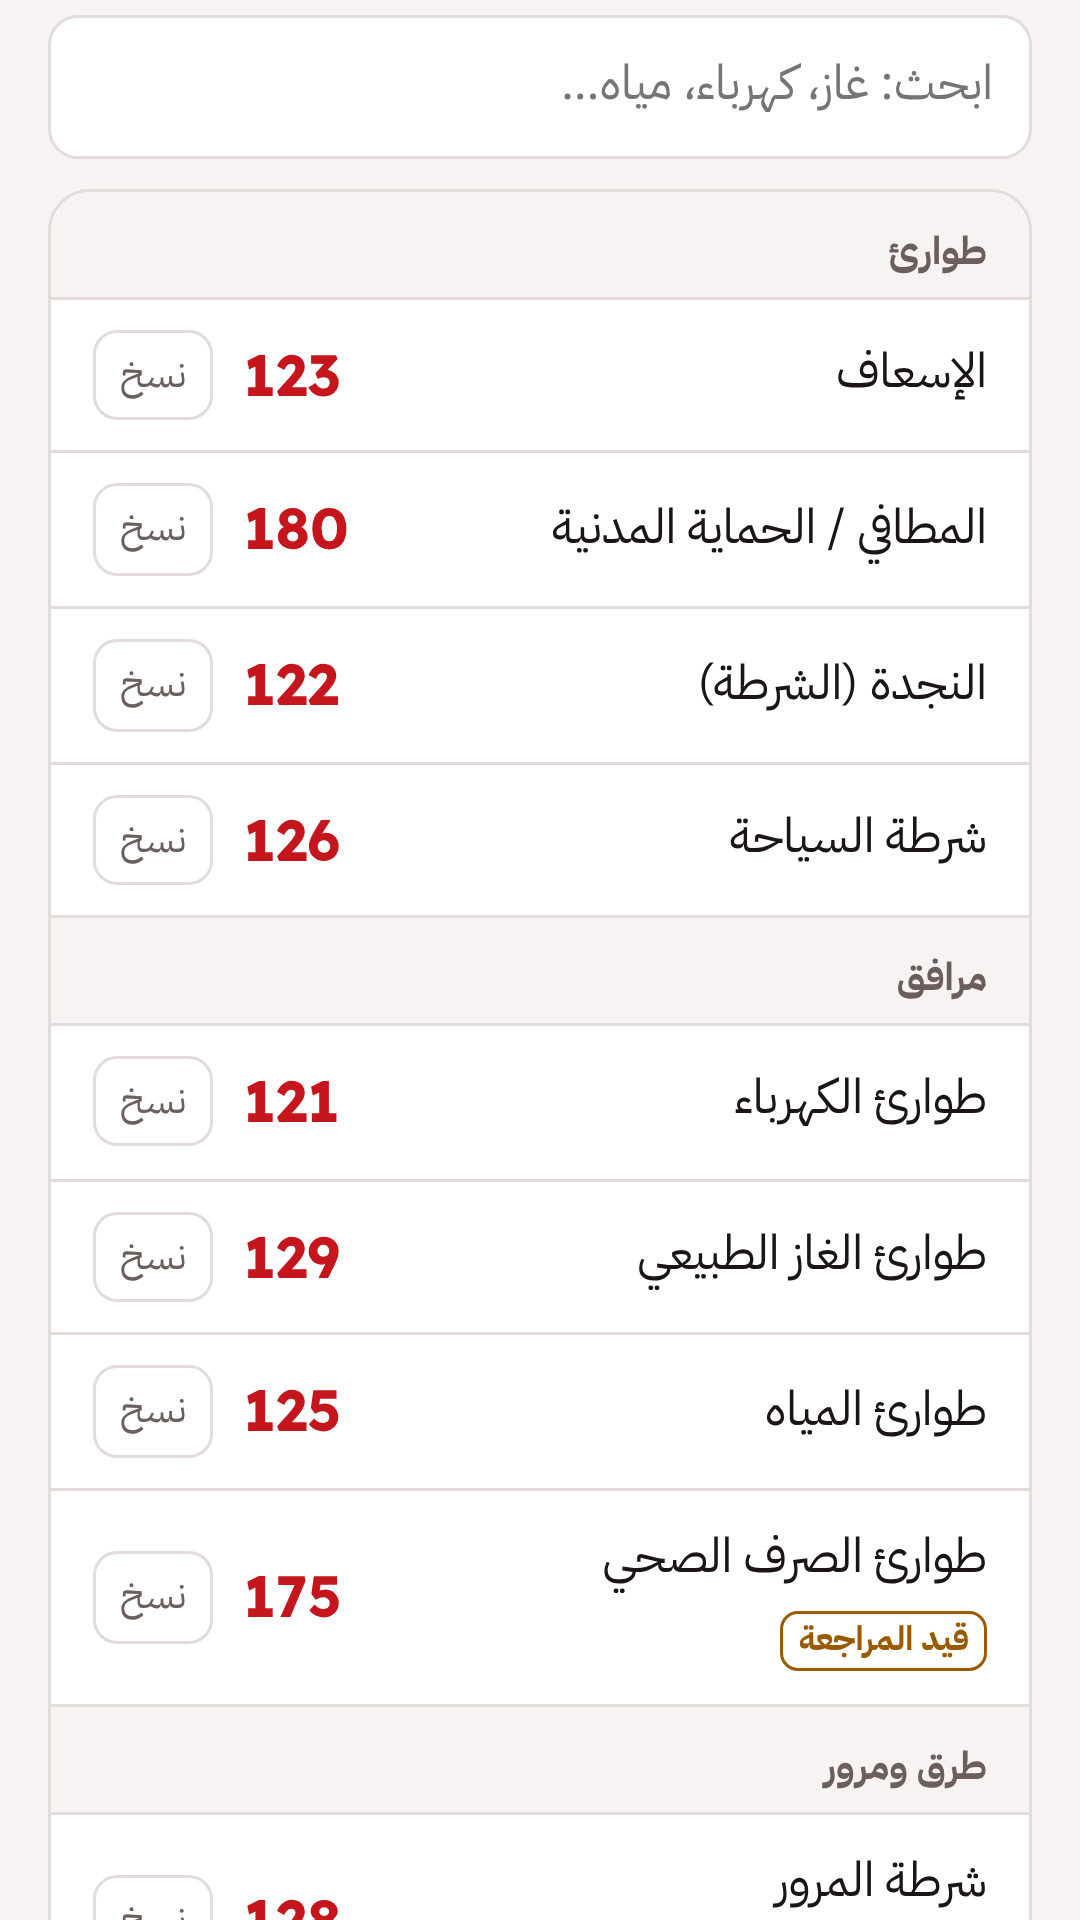 ابحث: غاز، كهرباء، مياه...
طوارئ
الإسعاف 123 نسخ
المطافي / الحماية المدنية 180 نسخ
النجدة (الشرطة) 122 نسخ
شرطة السياحة 126 نسخ
مرافق
طوارئ الكهرباء 121 نسخ
طوارئ الغاز الطبيعي 129 نسخ
طوارئ المياه 125 نسخ
طوارئ الصرف الصحي 175 نسخ
قيد المراجعة
طرق ومرور
شرطة المرور 128 نسخ